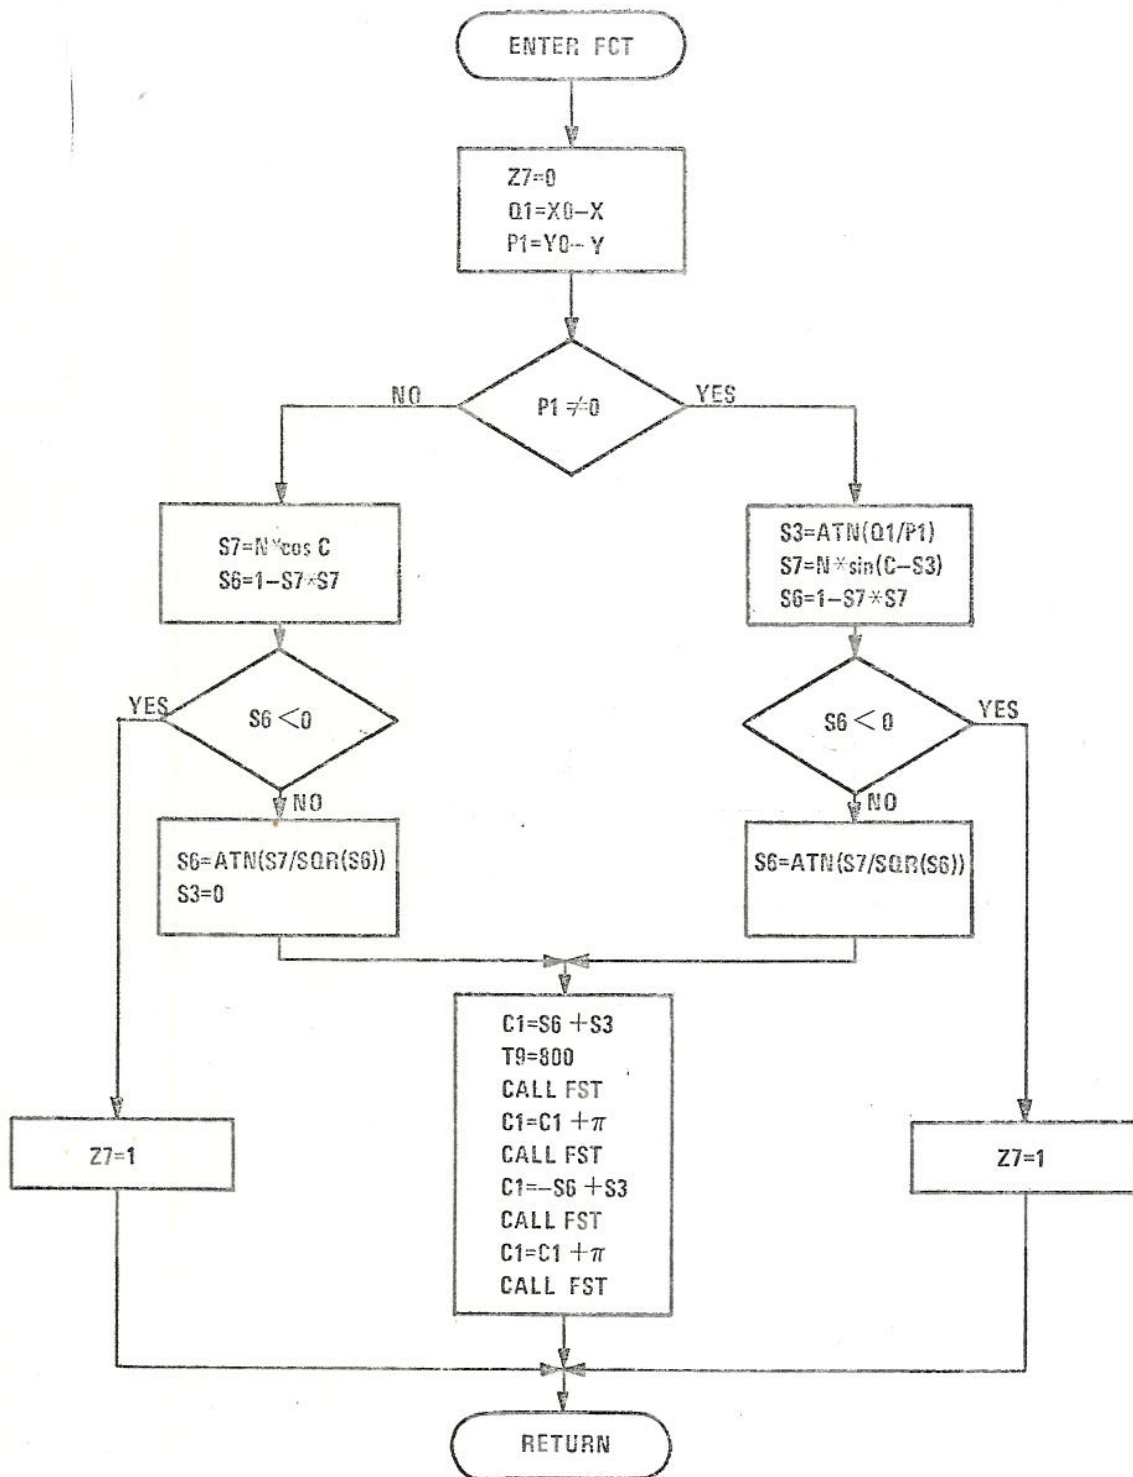 ENTER FCT
Z7=0
Q1=X0-X
P1=Y0-Y
NO
P1≠0
YES
S7=N*cos C
S6=1-S7*S7
S3=ATN(Q1/P1)
S7=N*sin(C-S3)
S6=1-S7*S7
YES
S6<0
S6<0
YES
NO
NO
S6=ATN(S7/SQR(S6))
S3=0
S6=ATN(S7/SQR(S6))
C1=S6+S3
T9=800
CALL FST
C1=C1+π
CALL FST
C1=-S6+S3
CALL FST
C1=C1+π
CALL FST
Z7=1
Z7=1
RETURN